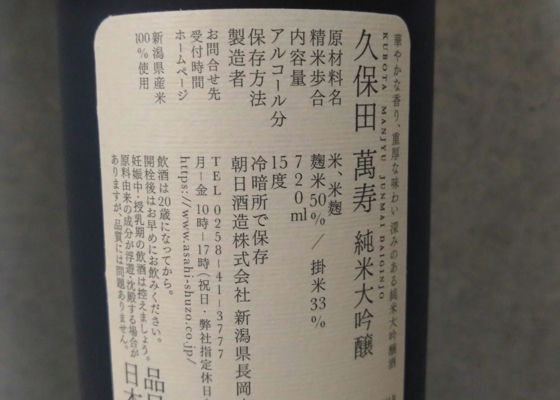 華やかな香り、重厚な味わい 深みのある純米大吟醸酒
久保田 萬寿 純米大吟醸
KUBOTA MANJYU JUNMAI DAIGINJO
原材料名 米、米麹
精米歩合 麹米50% / 掛米33%
内容量 720ml
アルコール分 15度
保存方法 冷暗所で保存
製造者 朝日酒造株式会社 新潟県長岡
お問合せ先 TEL 0258-41-3777
受付時間 月－金 10時－17時(祝日・弊社指定休日
ホームページ https://www.asahi-shuzo.co.jp/
新潟県産米
100%使用
飲酒は20歳になってから。
開栓後はお早めにお飲みください。
妊娠中・授乳期の飲酒は控えましょう。
原料由来の成分が浮遊・沈殿する場合が
ありますが、品質には問題ありません。
品
日本